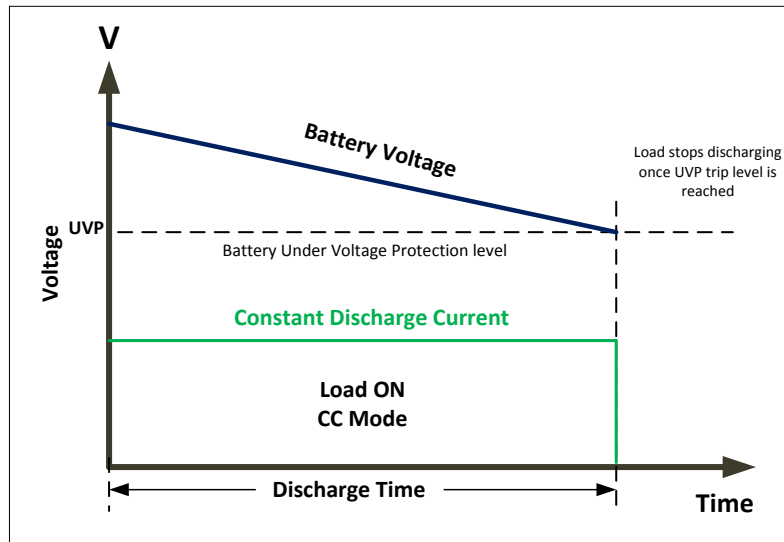 V
Battery Voltage
Load stops discharging
once UVP trip level is
reached
UVP
Voltage
Battery Under Voltage Protection level
Constant Discharge Current
Load ON
CC Mode
Discharge Time
Time